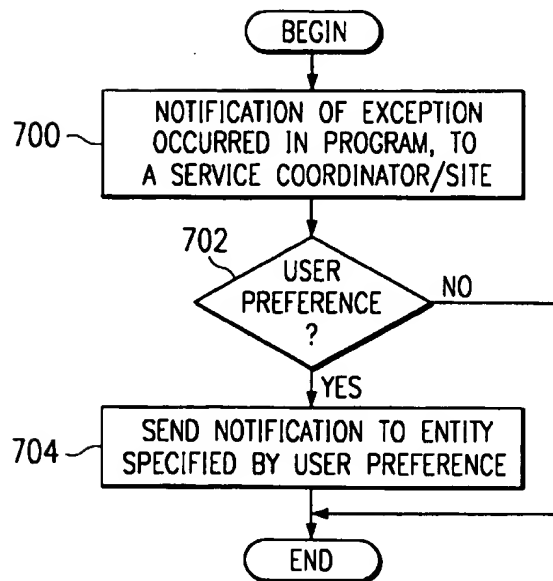 BEGIN
700
NOTIFICATION OF EXCEPTION
OCCURRED IN PROGRAM, TO
A SERVICE COORDINATOR/SITE
702
USER
PREFERENCE
?
NO
YES
704
SEND NOTIFICATION TO ENTITY
SPECIFIED BY USER PREFERENCE
END